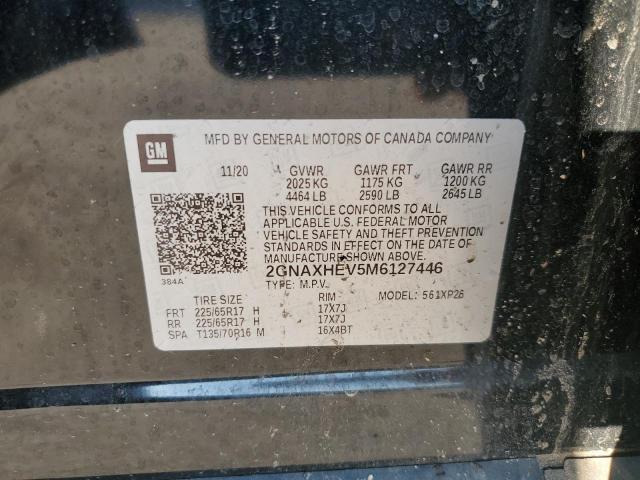 GM
MFD BY GENERAL MOTORS OF CANADA COMPANY
11/20 GVWR GAWR FRT GAWR RR
2025 KG 1175 KG 1200 KG
4464 LB 2590 LB 2645 LB
THIS VEHICLE CONFORMS TO ALL
APPLICABLE U.S. FEDERAL MOTOR
VEHICLE SAFETY AND THEFT PREVENTION
STANDARDS IN EFFECT ON THE DATE OF
MANUFACTURE SHOWN ABOVE.
384A 2GNAXHEV5M6127446
TYPE: M.P.V. MODEL: 561XP26
TIRE SIZE RIM
FRT 225/65R17 H 17X7J
RR 225/65R17 H 17X7J
SPA T135/70R16 M 16X4BT